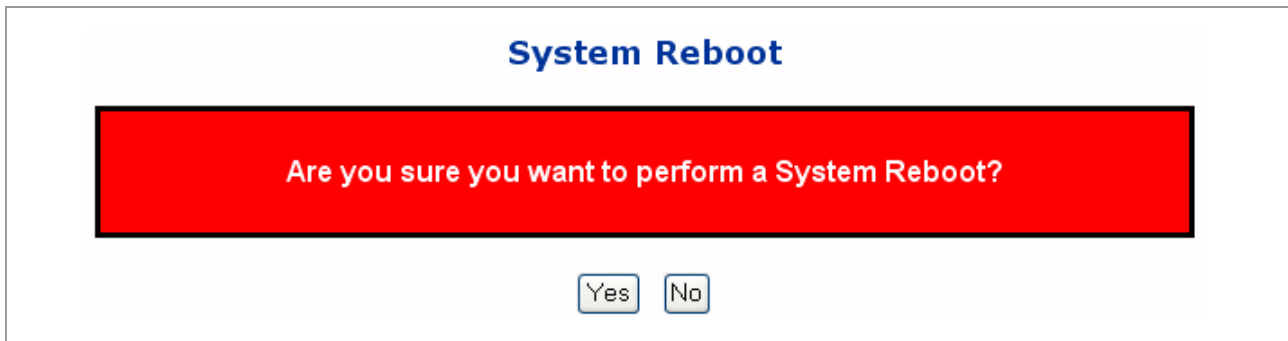 System Reboot
Are you sure you want to perform a System Reboot?
Yes No